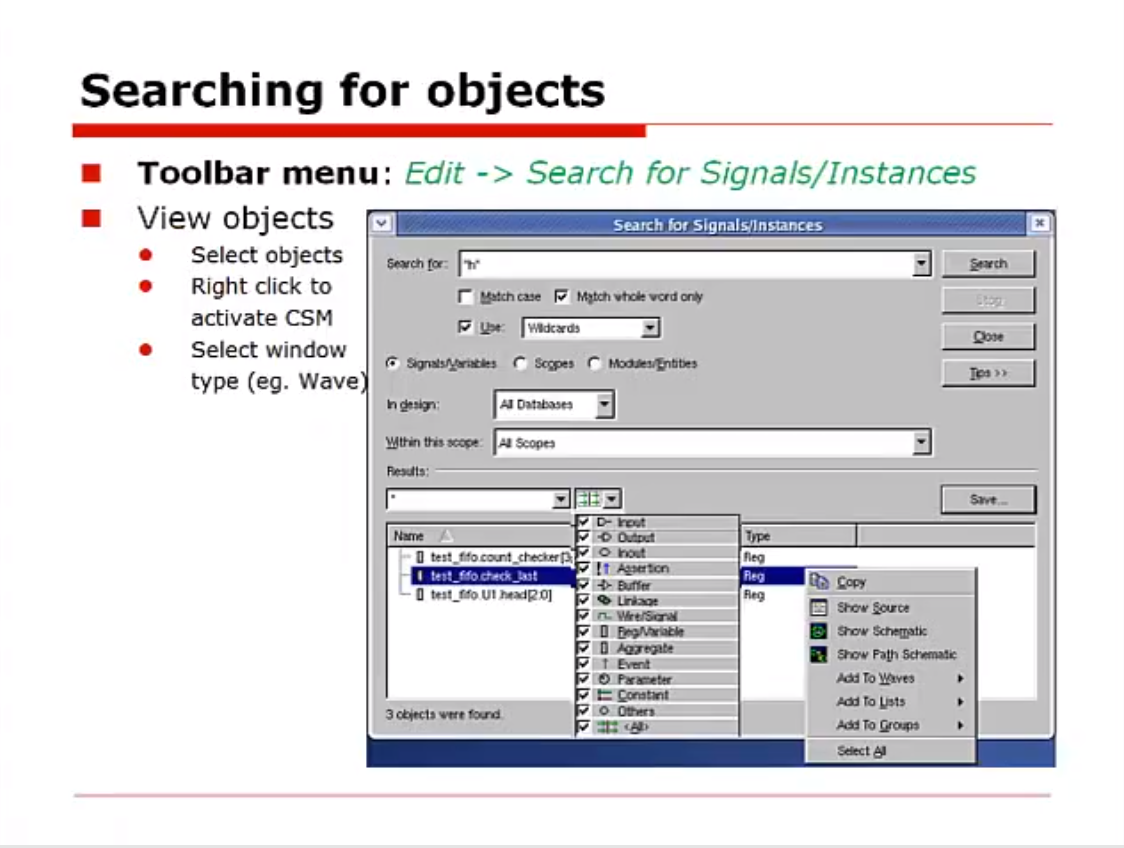 Searching for objects
Toolbar menu: Edit -> Search for Signals/Instances
View objects
Select objects
Right click to
activate CSM
Select window
type (eg. Wave)
Search for Signals/Instances
Search for: "h"
Search
Match case
Match whole word only
Stop
Use: Wildcards
Close
Signals/Variables
Scopes
Modules/Entities
Tips >>
In design: All Databases
Within this scope: All Scopes
Results:
*
Save...
Name
Type
test_fifo.count_checker[3
Reg
test_fifo.check_last
Reg
test_fifo.U1.head[2:0]
Reg
3 objects were found.
Input
Output
Inout
Assertion
Buffer
Linkage
Wire/Signal
Reg/Variable
Aggregate
Event
Parameter
Constant
Others
<All>
Copy
Show Source
Show Schematic
Show Path Schematic
Add To Waves
Add To Lists
Add To Groups
Select All